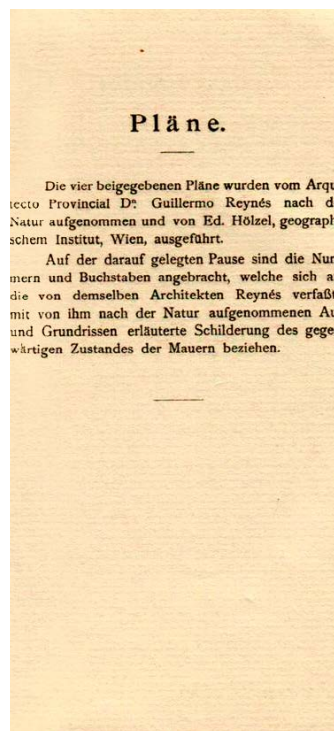 Pläne.
Die vier beigegebenen Pläne wurden vom Arqu
tecto Provincial Dn Guillermo Reynés nach d
Natur aufgenommen und von Ed. Hölzel, geograph
schem Institut, Wien, ausgeführt.
Auf der darauf gelegten Pause sind die Num
mern und Buchstaben angebracht, welche sich a
die von demselben Architekten Reynés verfaßt
mit von ihm nach der Natur aufgenommenen Au
und Grundrissen erläuterte Schilderung des gege
wärtigen Zustandes der Mauern beziehen.